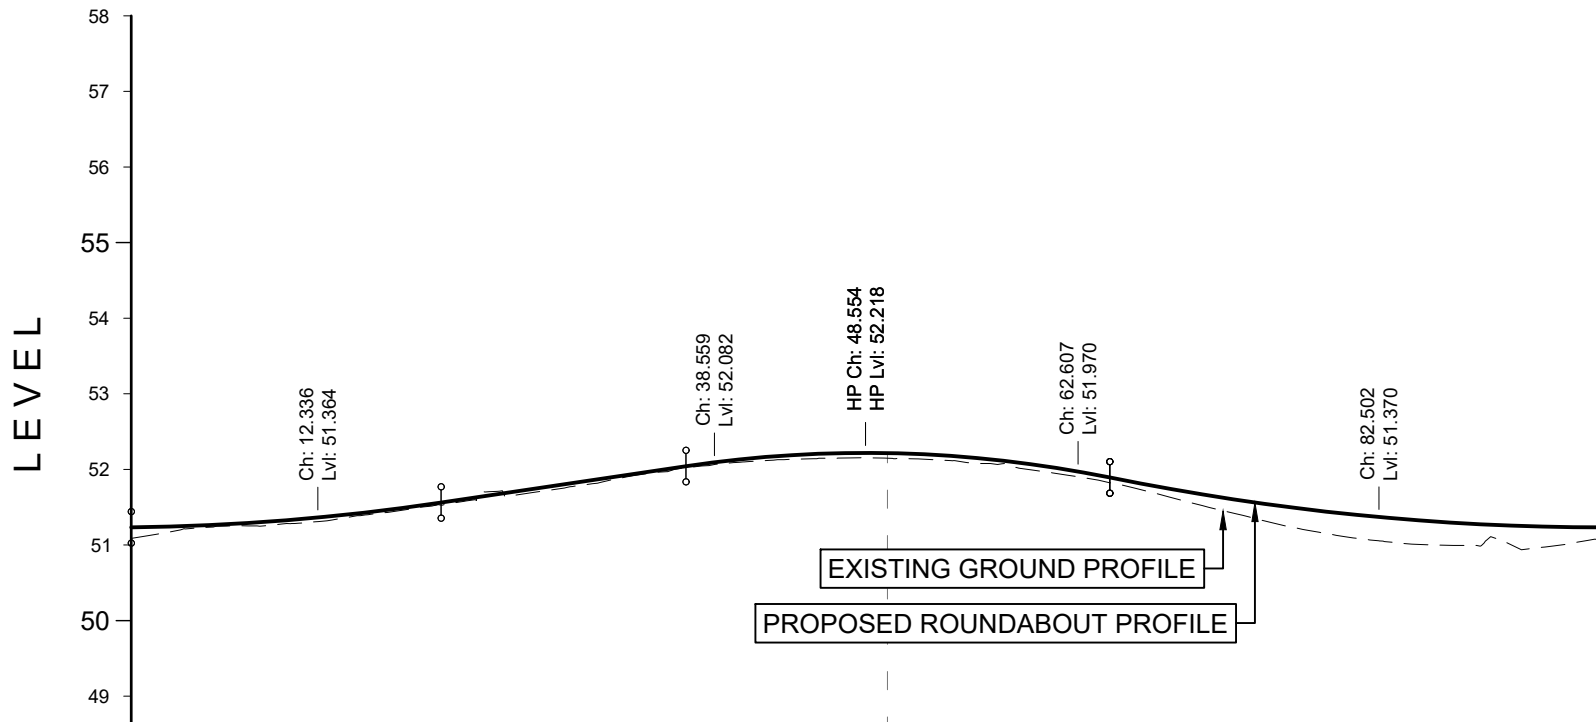 58
57
56
55
54
53
52
51
50
49
LEVEL
Ch: 12.336
Lvl: 51.364
Ch: 38.559
Lvl: 52.082
HP Ch: 48.554
HP Lvl: 52.218
Ch: 62.607
Lvl: 51.970
Ch: 82.502
Lvl: 51.370
EXISTING GROUND PROFILE
PROPOSED ROUNDABOUT PROFILE